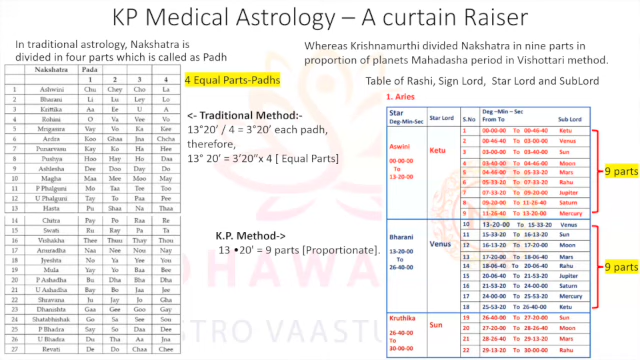 KP Medical Astrology – A curtain Raiser
In traditional astrology, Nakshatra is
divided in four parts which is called as Padh
Nakshatra Pada
1 2 3 4
1 Ashwini Chu Chey Cho La
2 Bharani Li Lu Ley Lo
3 Krittika Aa Ee U A
4 Rohini O Va Vee Vo
5 Mrigasira Vay Vo Ka Kee
6 Ardra Koo Ghaa Jna Chcha
7 Punarvasu Kay Ko Ha Hee
8 Pushya Hoo Hay Ho Daa
9 Ashlesha Dee Doo Day Do
10 Magha Maa Mee Moo May
11 P Phalguni Mo Taa Tee Too
12 U Phalguni Tay To Paa Pee
13 Hasta Pu Shaa Na Thaa
14 Chitra Pay Po Raa Re
15 Swati Ru Ray Ra Ta
16 Vishakha Thee Thuu Thay Thou
17 Anuradha Naa Nee Noo Nay
18 Jyeshta No Ya Yee You
19 Mula Yay Yo Baa Bee
20 P Ashadha Bu Dha Bha Dha
21 U Ashadha Bay Bo Jaa Jee
22 Shravana Ju Jay Jo Gha
23 Dhanishta Gaa Gee Goo Gay
24 Shatabhishak Go Sa See Soo
25 P Bhadra Say So Daa Dee
26 U Bhadra Du Tha Aa Jna
27 Revati De Do Chaa Chee
4 Equal Parts-Padhs
<- Traditional Method:-
13°20’ / 4 = 3°20’ each padh,
therefore,
13° 20’ = 3’20”x 4 [ Equal Parts]
K.P. Method->
13 •20' = 9 parts [Proportionate].
Whereas Krishnamurthi divided Nakshatra in nine parts in
proportion of planets Mahadasha period in Vishottari method.
Table of Rashi, Sign Lord, Star Lord and SubLord
1. Aries
Star
Deg-Min-Sec
Star Lord
S.No
Deg –Min – Sec
From To
Sub Lord
Aswini
00-00-00
To
13-20-00
Ketu
1 00-00-00 To 00-46-40 Ketu
2 00-46-40 To 03-00-00 Venus
3 03-00-00 To 03-40-00 Sun
4 03-40-00 To 04-46-40 Moon
5 04-46-40 To 05-33-20 Mars
6 05-33-20 To 07-33-20 Rahu
7 07-33-20 To 09-20-00 Jupiter
8 09-20-00 To 11-26-40 Saturn
9 11-26-40 To 13-20-00 Mercury
9 parts
Bharani
13-20-00
To
26-40-00
Venus
10 13-20-00 To 15-33-20 Venus
11 15-33-20 To 16-13-20 Sun
12 16-13-20 To 17-20-00 Moon
13 17-20-00 To 18-06-40 Mars
14 18-06-40 To 20-06-40 Rahu
15 20-06-40 To 21-53-20 Jupiter
16 21-53-20 To 24-00-00 Saturn
17 24-00-00 To 25-53-20 Mercury
18 25-53-20 To 26-40-00 Ketu
9 parts
Kruthika
26-40-00
To
30-00-00
Sun
19 26-40-00 To 27-20-00 Sun
20 27-20-00 To 28-26-40 Moon
21 28-26-40 To 29-13-20 Mars
22 29-13-20 To 30-00-00 Rahu